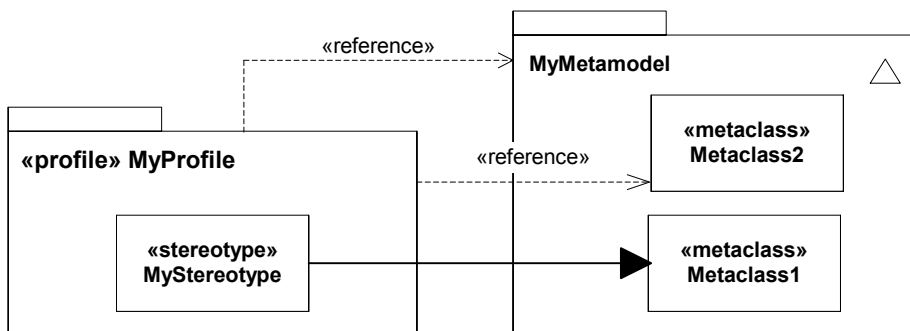 «reference»
MyMetamodel
«metaclass»
Metaclass2
«profile» MyProfile
«reference»
«stereotype»
MyStereotype
«metaclass»
Metaclass1